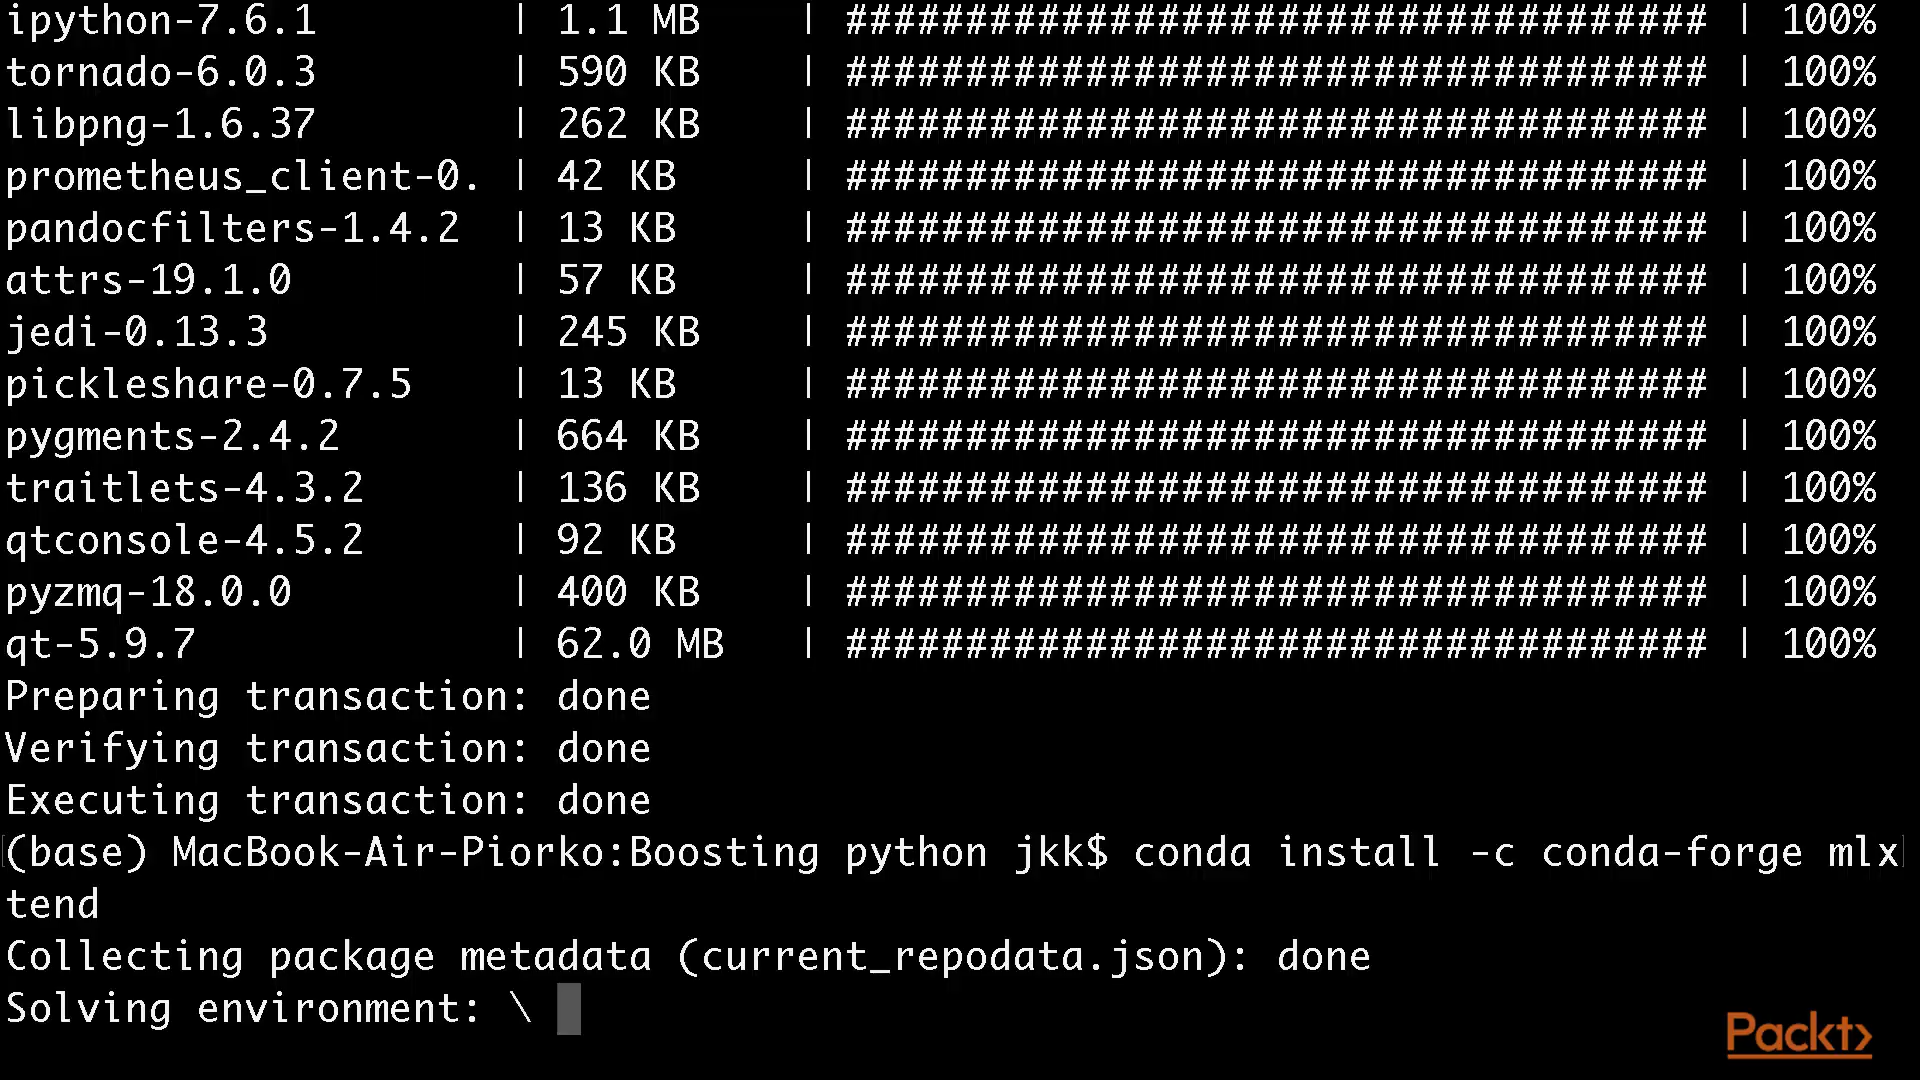 ipython-7.6.1 | 1.1 MB | #################################### | 100%
tornado-6.0.3 | 590 KB | #################################### | 100%
libpng-1.6.37 | 262 KB | #################################### | 100%
prometheus_client-0. | 42 KB | #################################### | 100%
pandocfilters-1.4.2 | 13 KB | #################################### | 100%
attrs-19.1.0 | 57 KB | #################################### | 100%
jedi-0.13.3 | 245 KB | #################################### | 100%
pickleshare-0.7.5 | 13 KB | #################################### | 100%
pygments-2.4.2 | 664 KB | #################################### | 100%
traitlets-4.3.2 | 136 KB | #################################### | 100%
qtconsole-4.5.2 | 92 KB | #################################### | 100%
pyzmq-18.0.0 | 400 KB | #################################### | 100%
qt-5.9.7 | 62.0 MB | #################################### | 100%
Preparing transaction: done
Verifying transaction: done
Executing transaction: done
(base) MacBook-Air-Piorko:Boosting python jkk$ conda install -c conda-forge mlx
tend
Collecting package metadata (current_repodata.json): done
Solving environment: \
Packt>